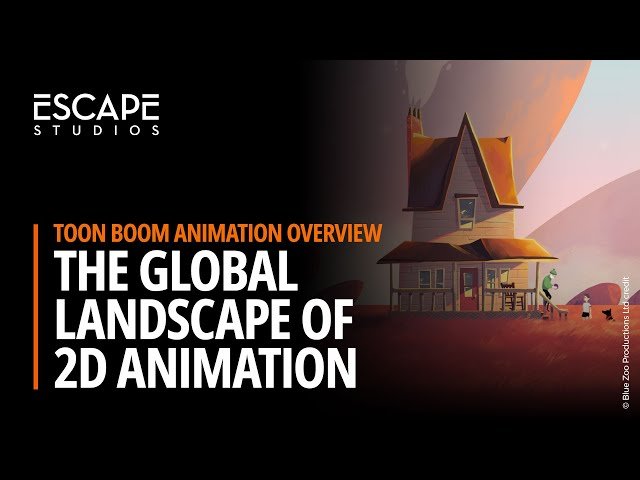 ESCAPE
STUDIOS
TOON BOOM ANIMATION OVERVIEW
THE GLOBAL
LANDSCAPE OF
2D ANIMATION
© Blue Zoo Productions Ltd credit